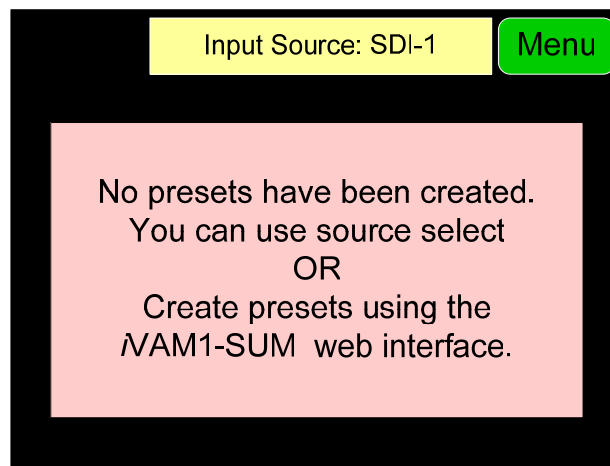 Input Source: SDI-1
Menu
No presets have been created.
You can use source select
OR
Create presets using the
iVAM1-SUM web interface.